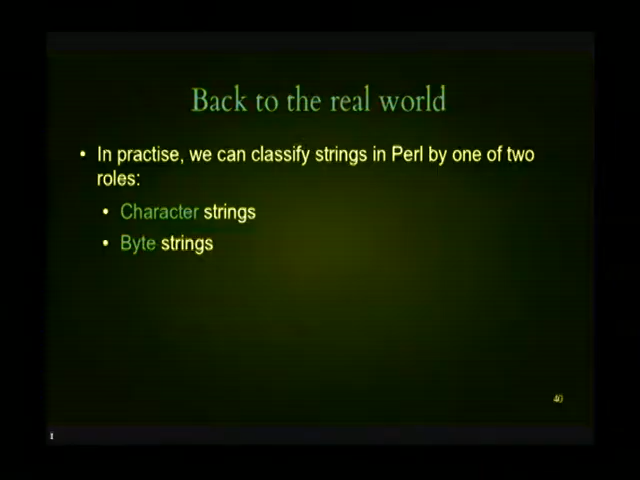 Back to the real world
• In practise, we can classify strings in Perl by one of two
roles:
• Character strings
• Byte strings
40